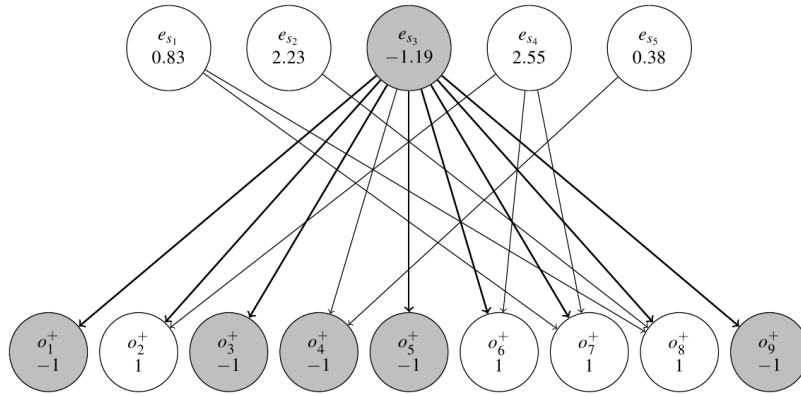 e_{s_1} e_{s_2} e_{s_3} e_{s_4} e_{s_5}
0.83 2.23 −1.19 2.55 0.38
o_1^+ o_2^+ o_3^+ o_4^+ o_5^+ o_6^+ o_7^+ o_8^+ o_9^+
−1 1 −1 −1 −1 1 1 1 −1